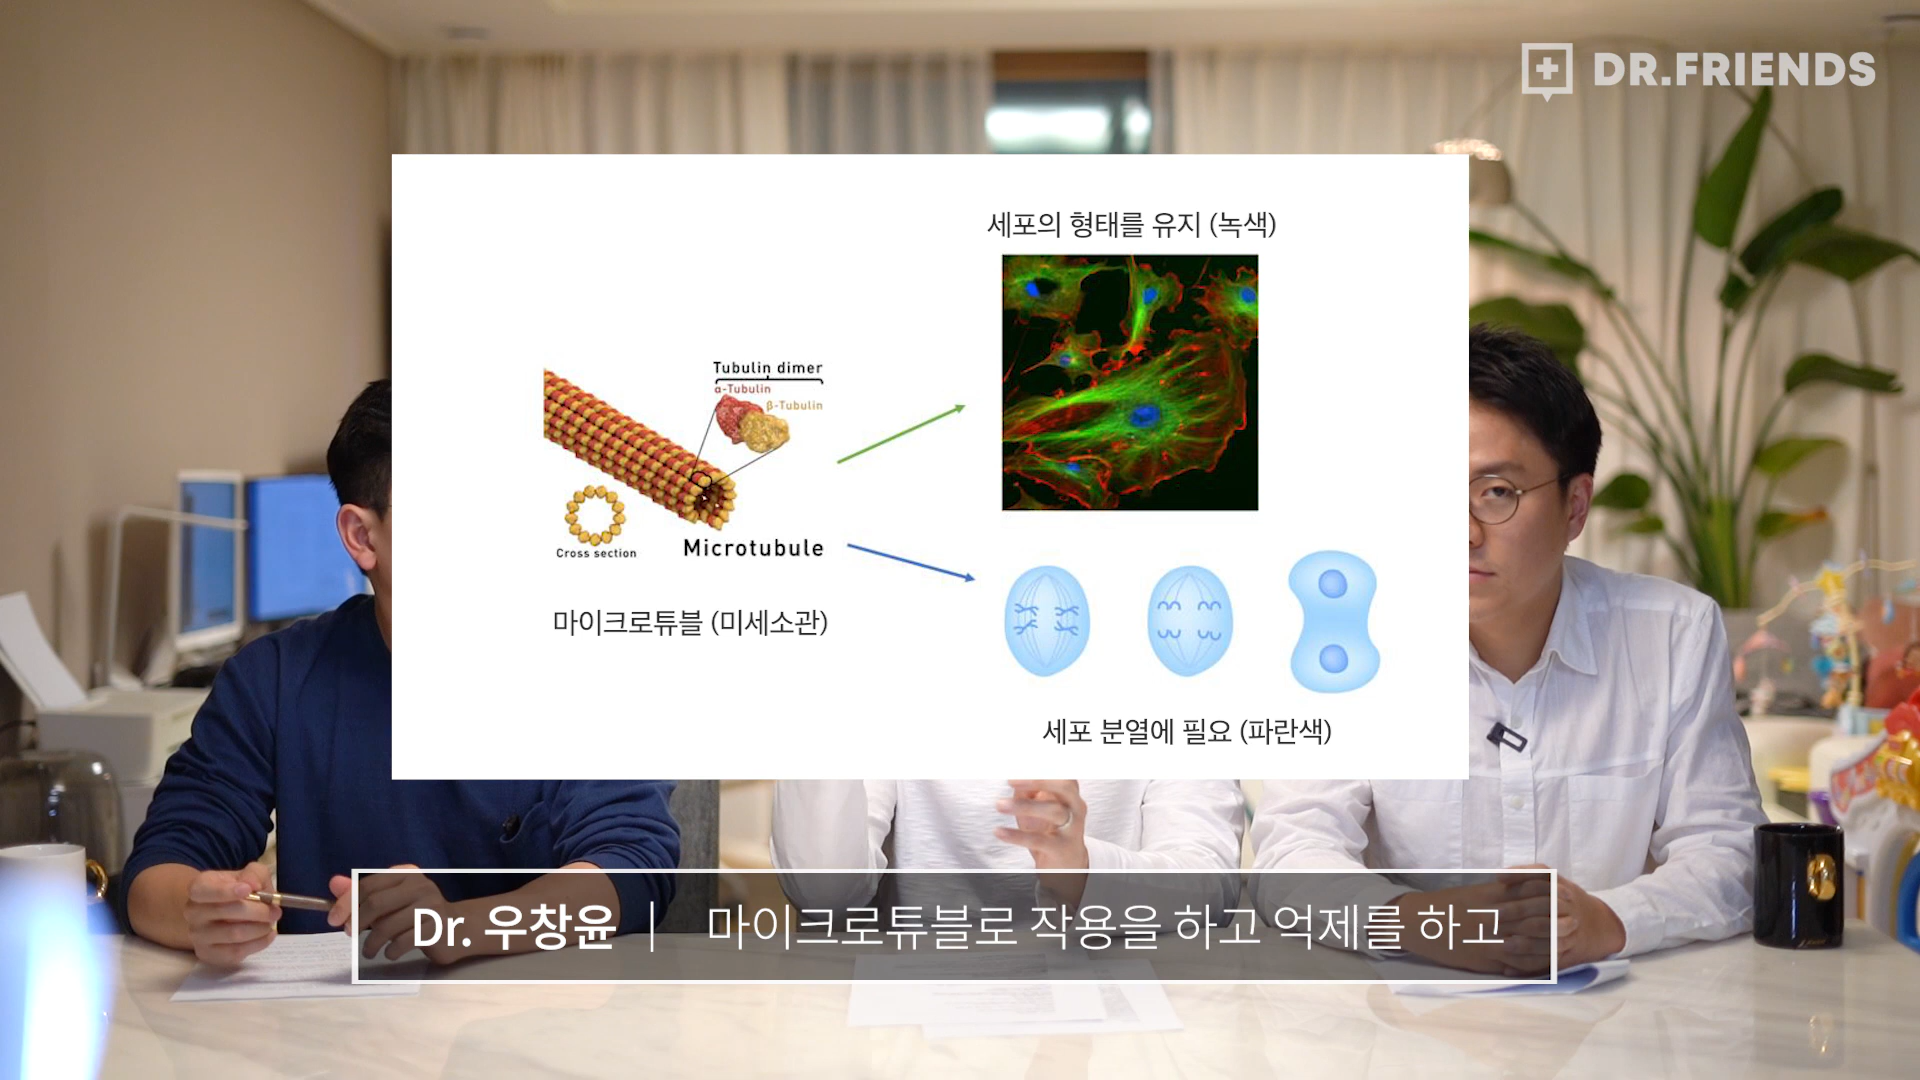 DR.FRIENDS
세포의 형태를 유지 (녹색)
Tubulin dimer
α-Tubulin
β-Tubulin
Cross section
Microtubule
마이크로튜블 (미세소관)
세포 분열에 필요 (파란색)
Dr. 우창윤 | 마이크로튜블로 작용을 하고 억제를 하고